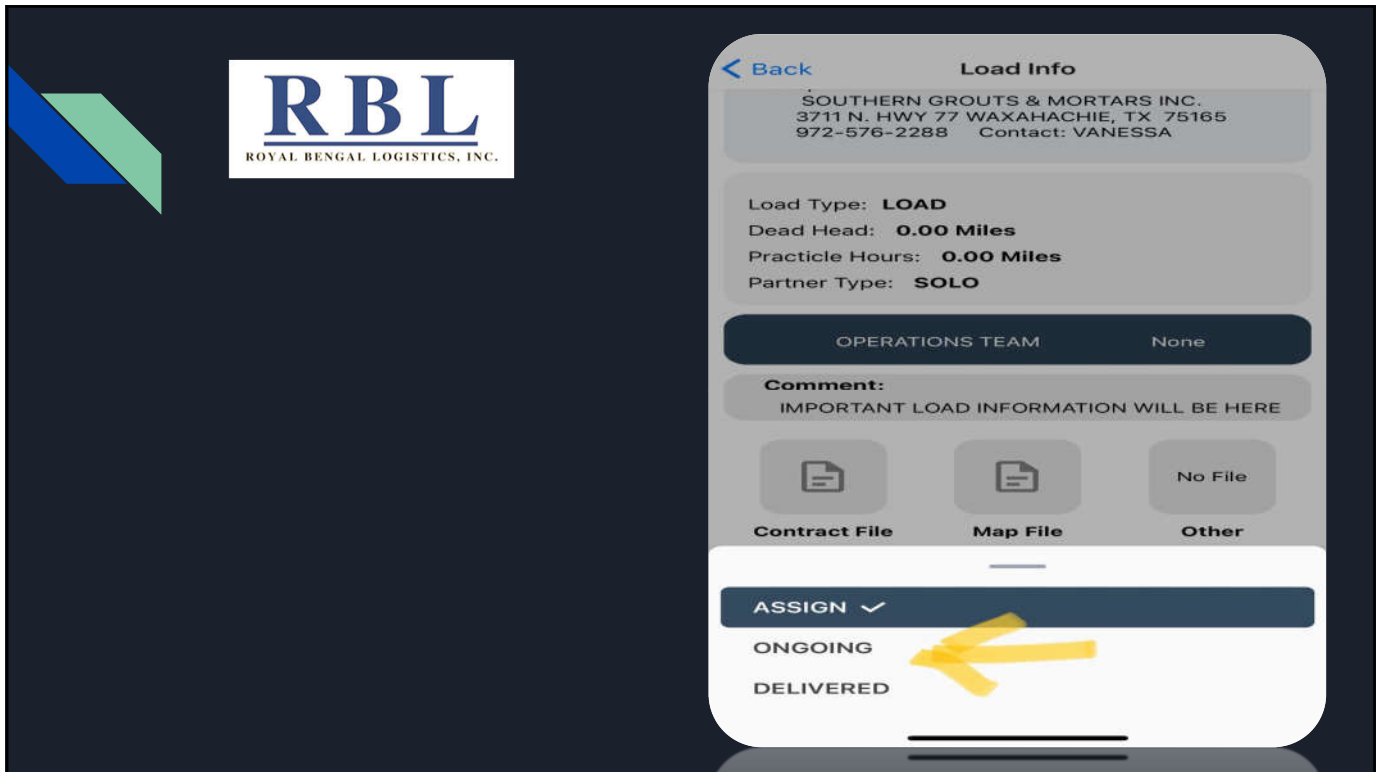 RBL
ROYAL BENGAL LOGISTICS, INC.
Back
Load Info
SOUTHERN GROUTS & MORTARS INC.
3711 N. HWY 77 WAXAHACHIE, TX 75165
972-576-2288 Contact: VANESSA
Load Type: LOAD
Dead Head: 0.00 Miles
Practicle Hours: 0.00 Miles
Partner Type: SOLO
OPERATIONS TEAM None
Comment:
IMPORTANT LOAD INFORMATION WILL BE HERE
No File
Contract File Map File Other
ASSIGN
ONGOING
DELIVERED